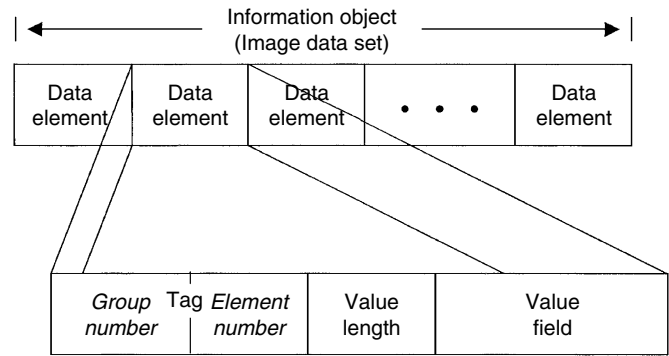 Information object
(Image data set)
Data element
Data element
Data element
• • •
Data element
Group number
Tag
Element number
Value length
Value field